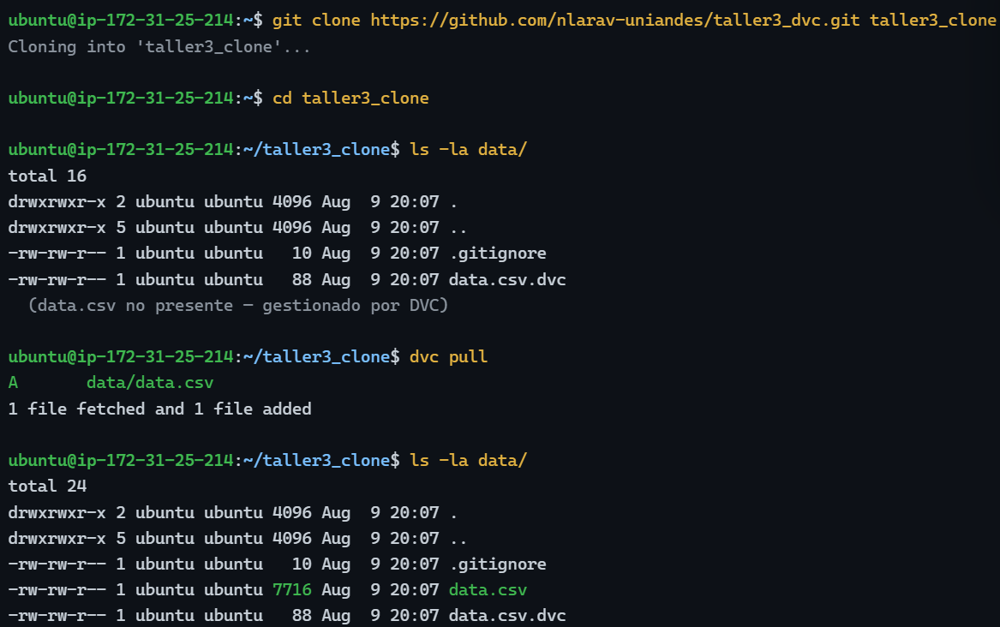 ubuntu@ip-172-31-25-214:~$ git clone https://github.com/nlarav-uniandes/taller3_dvc.git taller3_clone
Cloning into 'taller3_clone'...
ubuntu@ip-172-31-25-214:~$ cd taller3_clone
ubuntu@ip-172-31-25-214:~/taller3_clone$ ls -la data/
total 16
drwxrwxr-x 2 ubuntu ubuntu 4096 Aug  9 20:07 .
drwxrwxr-x 5 ubuntu ubuntu 4096 Aug  9 20:07 ..
-rw-rw-r-- 1 ubuntu ubuntu   10 Aug  9 20:07 .gitignore
-rw-rw-r-- 1 ubuntu ubuntu   88 Aug  9 20:07 data.csv.dvc
(data.csv no presente — gestionado por DVC)
ubuntu@ip-172-31-25-214:~/taller3_clone$ dvc pull
A       data/data.csv
1 file fetched and 1 file added
ubuntu@ip-172-31-25-214:~/taller3_clone$ ls -la data/
total 24
drwxrwxr-x 2 ubuntu ubuntu 4096 Aug  9 20:07 .
drwxrwxr-x 5 ubuntu ubuntu 4096 Aug  9 20:07 ..
-rw-rw-r-- 1 ubuntu ubuntu   10 Aug  9 20:07 .gitignore
-rw-rw-r-- 1 ubuntu ubuntu 7716 Aug  9 20:07 data.csv
-rw-rw-r-- 1 ubuntu ubuntu   88 Aug  9 20:07 data.csv.dvc